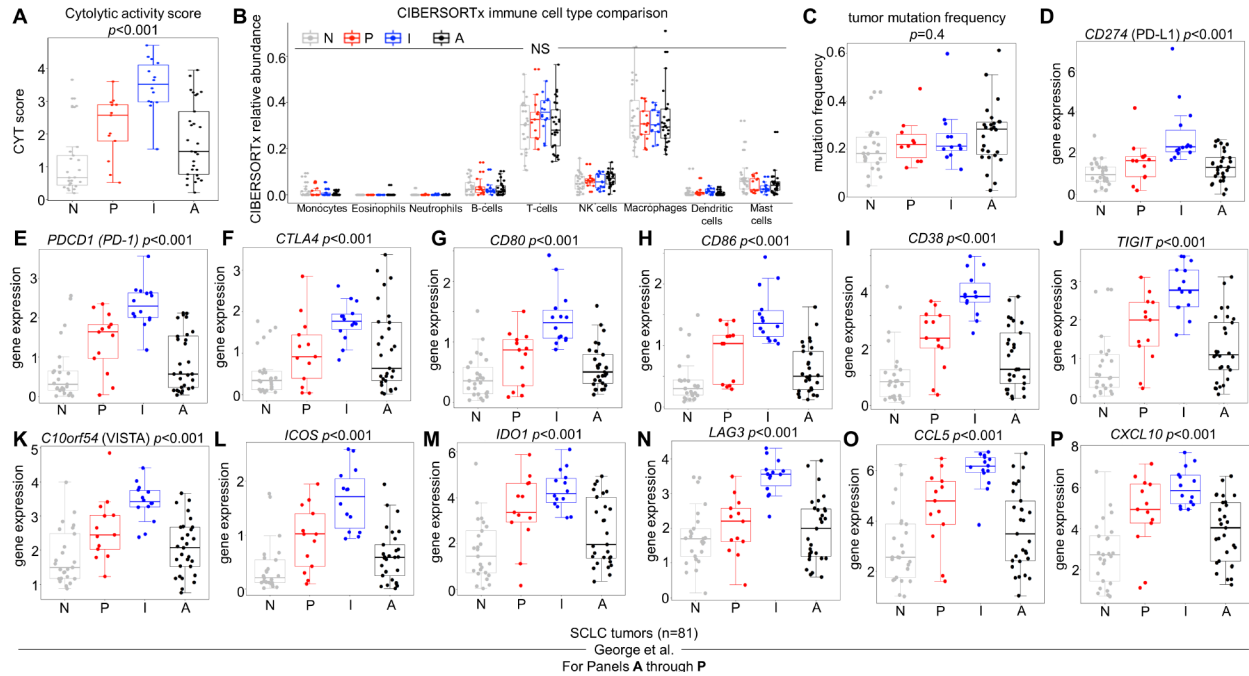 A Cytolytic activity score
p<0.001
CYT score
4
3
2
1
0
N P I A
B CIBERSORTx immune cell type comparison
N P I A
NS
CIBERSORTx relative abundance
0.6
0.4
0.2
0.0
Monocytes Eosinophils Neutrophils B-cells T-cells NK cells Macrophages Dendritic cells Mast cells
C tumor mutation frequency
p=0.4
mutation frequency
0.6
0.4
0.2
0
N P I A
D CD274 (PD-L1) p<0.001
gene expression
6
4
2
0
N P I A
E PDCD1 (PD-1) p<0.001
gene expression
3
2
1
0
N P I A
F CTLA4 p<0.001
gene expression
3
2
1
0
N P I A
G CD80 p<0.001
gene expression
2
1
0
N P I A
H CD86 p<0.001
gene expression
2
1
0
N P I A
I CD38 p<0.001
gene expression
5
4
3
2
1
0
N P I A
J TIGIT p<0.001
gene expression
3
2
1
0
N P I A
K C10orf54 (VISTA) p<0.001
gene expression
5
4
3
2
1
N P I A
L ICOS p<0.001
gene expression
2
1
0
N P I A
M IDO1 p<0.001
gene expression
6
4
2
0
N P I A
N LAG3 p<0.001
gene expression
4
3
2
1
0
N P I A
O CCL5 p<0.001
gene expression
6
4
2
N P I A
P CXCL10 p<0.001
gene expression
8
6
4
2
0
N P I A
SCLC tumors (n=81)
George et al.
For Panels A through P